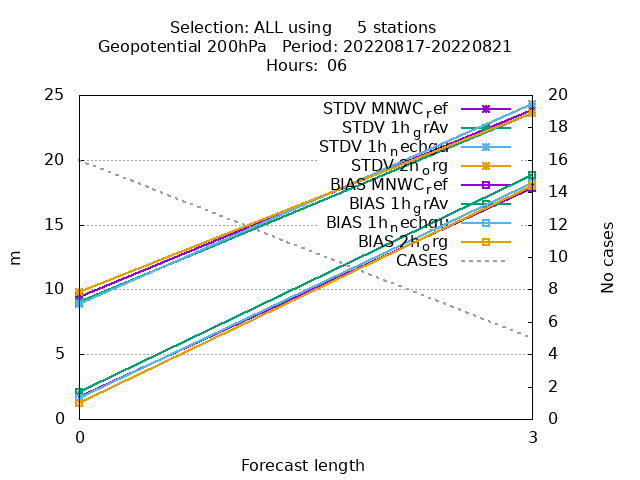 Selection: ALL using     5 stations
Geopotential 200hPa   Period: 20220817-20220821
Hours: 06
25
20
15
10
5
0
m
STDV MNWC_ref
STDV 1h_grAv
STDV 1h_nechgu
STDV 2h_org
BIAS MNWC_ref
BIAS 1h_grAv
BIAS 1h_nechgu
BIAS 2h_org
CASES
20
18
16
14
12
10
8
6
4
2
0
No cases
0
3
Forecast length